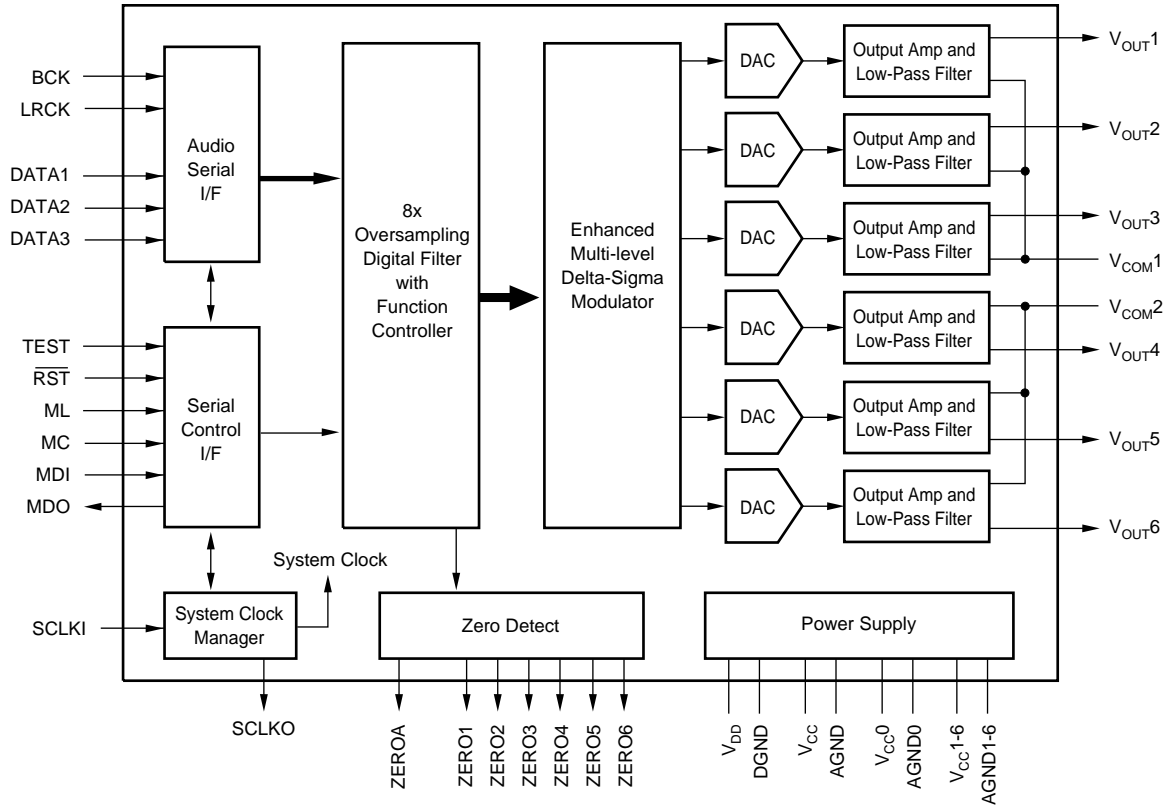 BCK
LRCK
DATA1
DATA2
DATA3
TEST
RST
ML
MC
MDI
MDO
SCLKI
Audio
Serial
I/F
Serial
Control
I/F
System Clock
Manager
System Clock
SCLKO
8x
Oversampling
Digital Filter
with
Function
Controller
Enhanced
Multi-level
Delta-Sigma
Modulator
DAC
DAC
DAC
DAC
DAC
DAC
Output Amp and
Low-Pass Filter
Output Amp and
Low-Pass Filter
Output Amp and
Low-Pass Filter
Output Amp and
Low-Pass Filter
Output Amp and
Low-Pass Filter
Output Amp and
Low-Pass Filter
VOUT1
VOUT2
VOUT3
VCOM1
VCOM2
VOUT4
VOUT5
VOUT6
Zero Detect
Power Supply
ZEROA
ZERO1
ZERO2
ZERO3
ZERO4
ZERO5
ZERO6
VDD
DGND
VCC
AGND
VCC0
AGND0
VCC1-6
AGND1-6